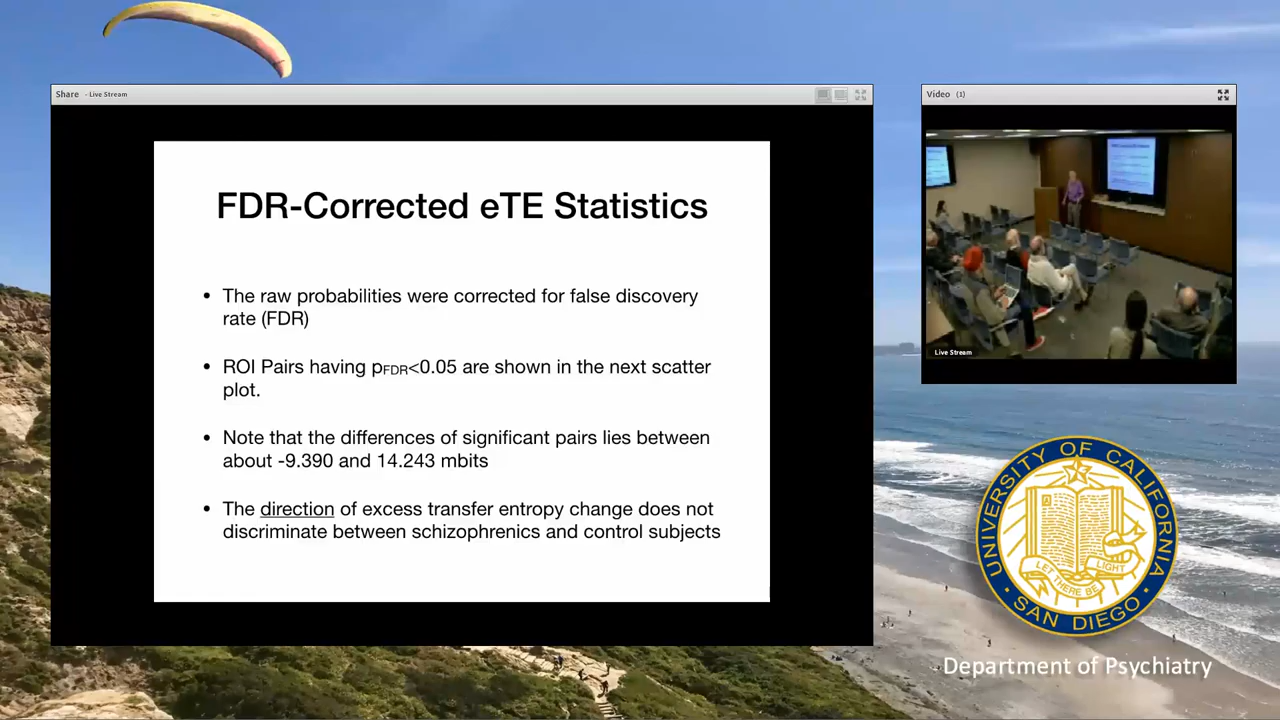 Share - Live Stream
Video (1)
FDR-Corrected eTE Statistics
• The raw probabilities were corrected for false discovery
rate (FDR)
• ROI Pairs having pFDR<0.05 are shown in the next scatter
plot.
• Note that the differences of significant pairs lies between
about -9.390 and 14.243 mbits
• The direction of excess transfer entropy change does not
discriminate between schizophrenics and control subjects
Live Stream
UNIVERSITY OF CALIFORNIA
LET THERE BE LIGHT
SAN DIEGO
Department of Psychiatry